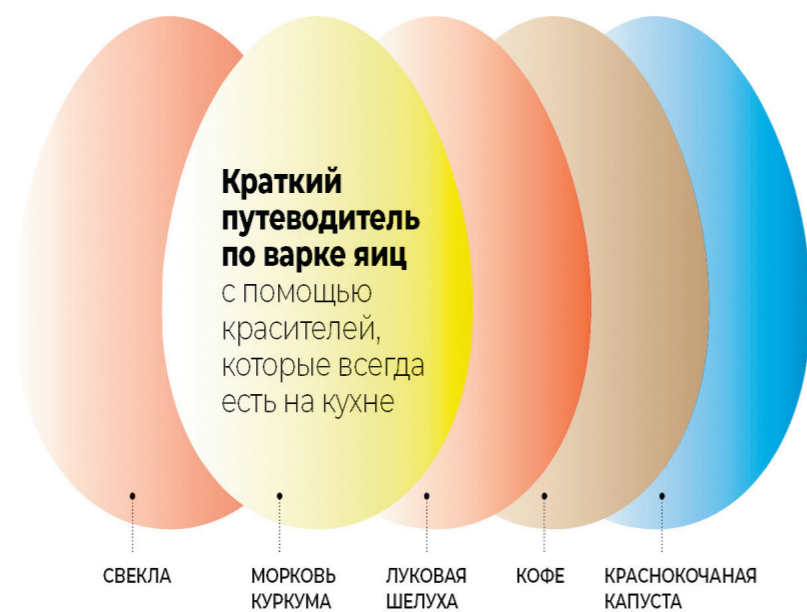 Краткий
путеводитель
по варке яиц
с помощью
красителей,
которые всегда
есть на кухне
СВЕКЛА
МОРКОВЬ
КУРКУМА
ЛУКОВАЯ
ШЕЛУХА
КОФЕ
КРАСНОКОЧАНАЯ
КАПУСТА